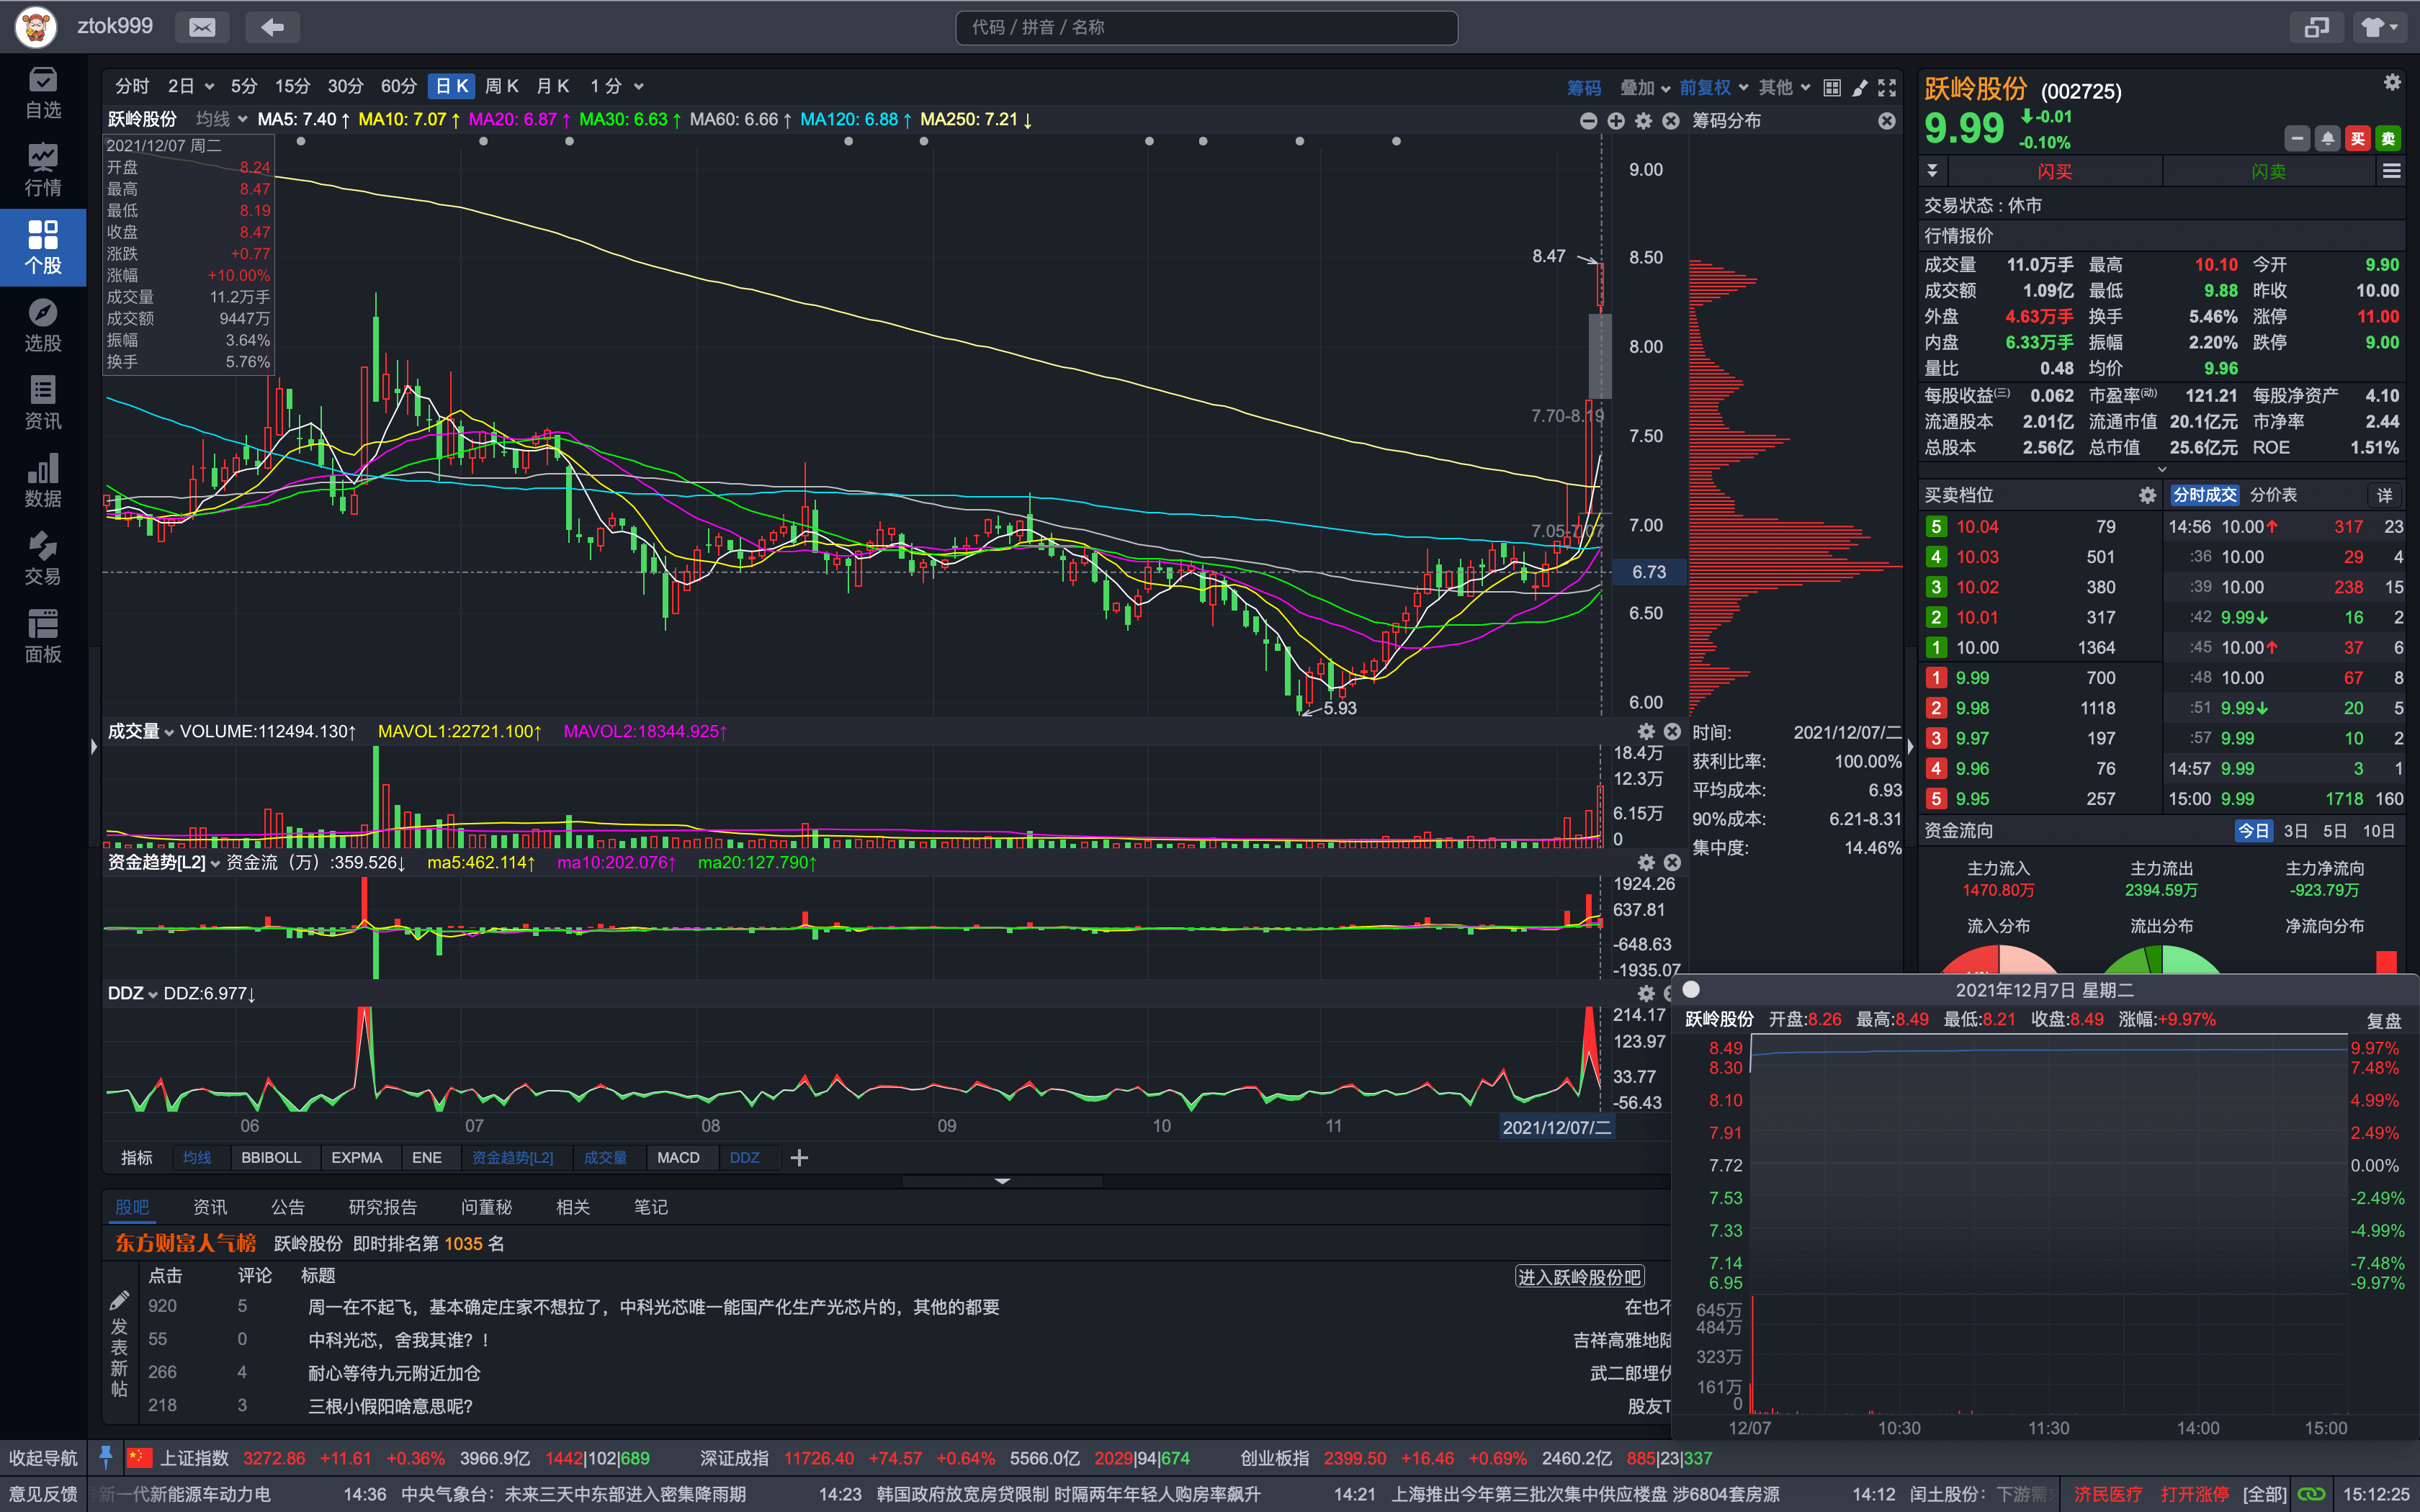 ztok999
代码 / 拼音 / 名称
自选
行情
个股
选股
资讯
数据
交易
面板
分时 2日 5分 15分 30分 60分 日K 周K 月K 1分 筹码 叠加 前复权 其他
跃岭股份 均线 MA5: 7.40↑ MA10: 7.07↑ MA20: 6.87↑ MA30: 6.63↑ MA60: 6.66↑ MA120: 6.88↑ MA250: 7.21↓
筹码分布
2021/12/07 周二
开盘 8.24
最高 8.47
最低 8.19
收盘 8.47
涨跌 +0.77
涨幅 +10.00%
成交量 11.2万手
成交额 9447万
振幅 3.64%
换手 5.76%
9.00
8.50
8.00
7.50
7.00
6.73
6.50
6.00
8.47
7.70-8.19
7.05-7.07
5.93
成交量 VOLUME:112494.130↑ MAVOL1:22721.100↑ MAVOL2:18344.925↑
18.4万
12.3万
6.15万
0
资金趋势[L2] 资金流（万）:359.526↓ ma5:462.114↑ ma10:202.076↑ ma20:127.790↑
1924.26
637.81
-648.63
-1935.07
DDZ DDZ:6.977↓
214.17
123.97
33.77
-56.43
06 07 08 09 10 11 2021/12/07/二
指标 均线 BBIBOLL EXPMA ENE 资金趋势[L2] 成交量 MACD DDZ
时间: 2021/12/07/二
获利比率: 100.00%
平均成本: 6.93
90%成本: 6.21-8.31
集中度: 14.46%
股吧 资讯 公告 研究报告 问董秘 相关 笔记
东方财富人气榜 跃岭股份 即时排名第 1035 名
点击 评论 标题 进入跃岭股份吧
发表新帖
920 5 周一在不起飞，基本确定庄家不想拉了，中科光芯唯一能国产化生产光芯片的，其他的都要 在也不
55 0 中科光芯，舍我其谁？！ 吉祥高雅地陆
266 4 耐心等待九元附近加仓 武二郎埋伏
218 3 三根小假阳啥意思呢? 股友T
跃岭股份 (002725)
9.99 -0.01
-0.10%
买 卖
闪买 闪卖
交易状态 : 休市
行情报价
成交量 11.0万手 最高 10.10 今开 9.90
成交额 1.09亿 最低 9.88 昨收 10.00
外盘 4.63万手 换手 5.46% 涨停 11.00
内盘 6.33万手 振幅 2.20% 跌停 9.00
量比 0.48 均价 9.96
每股收益(三) 0.062 市盈率(动) 121.21 每股净资产 4.10
流通股本 2.01亿 流通市值 20.1亿元 市净率 2.44
总股本 2.56亿 总市值 25.6亿元 ROE 1.51%
买卖档位 分时成交 分价表 详
5 10.04 79 14:56 10.00↑ 317 23
4 10.03 501 :36 10.00 29 4
3 10.02 380 :39 10.00 238 15
2 10.01 317 :42 9.99↓ 16 2
1 10.00 1364 :45 10.00↑ 37 6
1 9.99 700 :48 10.00 67 8
2 9.98 1118 :51 9.99↓ 20 5
3 9.97 197 :57 9.99 10 2
4 9.96 76 14:57 9.99 3 1
5 9.95 257 15:00 9.99 1718 160
资金流向 今日 3日 5日 10日
主力流入 主力流出 主力净流向
1470.80万 2394.59万 -923.79万
流入分布 流出分布 净流向分布
2021年12月7日 星期二
跃岭股份 开盘:8.26 最高:8.49 最低:8.21 收盘:8.49 涨幅:+9.97% 复盘
8.49 9.97%
8.30 7.48%
8.10 4.99%
7.91 2.49%
7.72 0.00%
7.53 -2.49%
7.33 -4.99%
7.14 -7.48%
6.95 -9.97%
645万
484万
323万
161万
0
12/07 10:30 11:30 14:00 15:00
收起导航 上证指数 3272.86 +11.61 +0.36% 3966.9亿 1442|102|689 深证成指 11726.40 +74.57 +0.64% 5566.0亿 2029|94|674 创业板指 2399.50 +16.46 +0.69% 2460.2亿 885|23|337
意见反馈 新一代新能源车动力电 14:36 中央气象台：未来三天中东部进入密集降雨期 14:23 韩国政府放宽房贷限制 时隔两年年轻人购房率飙升 14:21 上海推出今年第三批次集中供应楼盘 涉6804套房源 14:12 闰土股份：下游需 济民医疗 打开涨停 [全部] 15:12:25